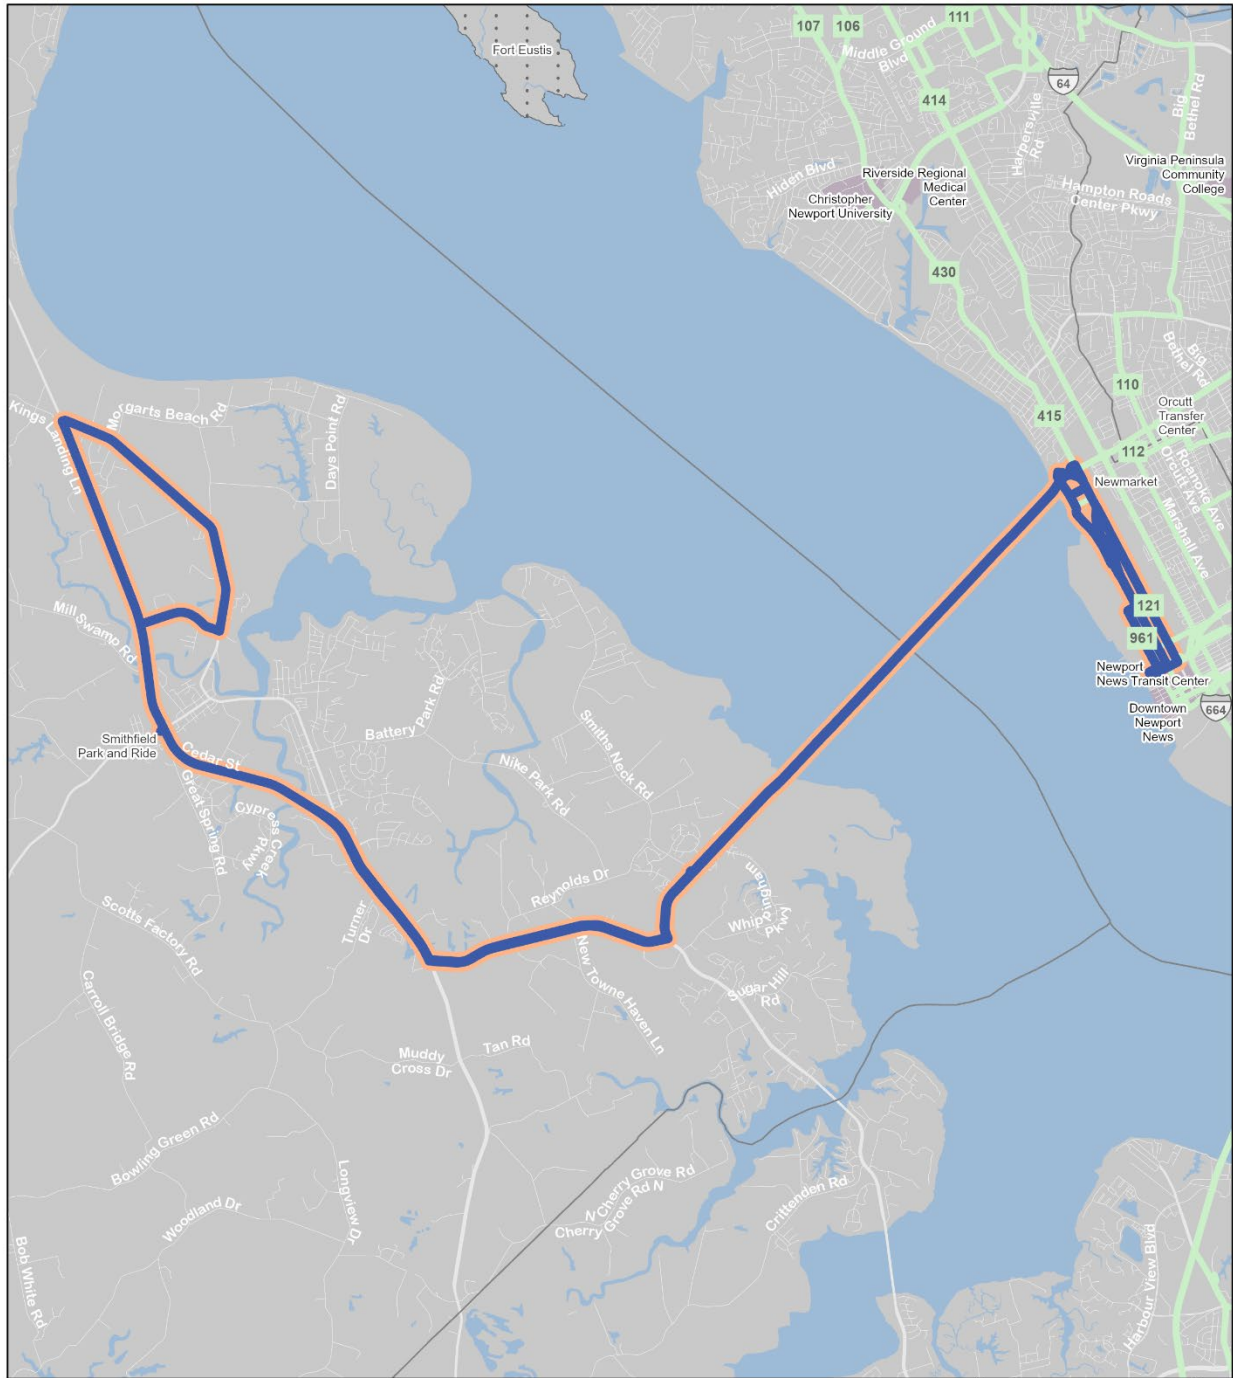 107
106
111
Middle Ground
Blvd
Fort Eustis
64
414
Harpersville
Rd
Big
Bethel Rd
Virginia Peninsula
Community
College
Hiden Blvd
Riverside Regional
Medical
Center
Christopher
Newport University
Hampton Roads
Center Pkwy
430
Big
Bethel Rd
110
Orcutt
Transfer
Center
415
112
Kings Landing Ln
Morgarts Beach Rd
Days Point Rd
Newmarket
Roanoke Ave
Orcutt Ave
Marshall Ave
Mill Swamp Rd
121
961
Newport
News Transit Center
Downtown
Newport
News
664
Battery Park Rd
Smiths Neck Rd
Smithfield
Park and Ride
Cedar St
Nike Park Rd
Great Spring Rd
Cypress Creek
Pkwy
Reynolds Dr
Whippingham
Pkwy
Scotts Factory Rd
Turner
Dr
New Towne Haven Ln
Sugar Hill
Rd
Carroll Bridge Rd
Muddy
Cross Dr
Tan Rd
Bowling Green Rd
Longview Dr
N Cherry Grove Rd
Cherry Grove Rd N
Crittenden Rd
Woodland Dr
Bob White Rd
Harbour View Blvd